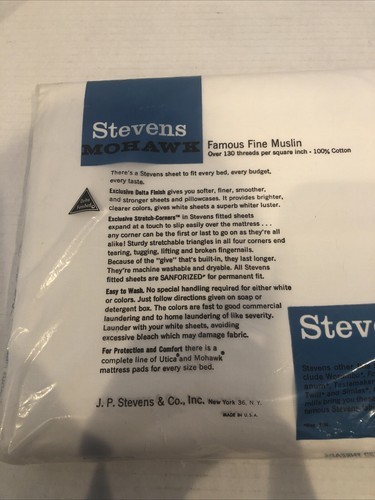 Stevens
MOHAWK
Famous Fine Muslin
Over 130 threads per square inch • 100% Cotton
There's a Stevens sheet to fit every bed, every budget,
every taste.
Exclusive Delta Finish gives you softer, finer, smoother,
and stronger sheets and pillowcases. It provides brighter,
clearer colors, gives white sheets a superb whiter luster.
Exclusive Stretch-Corners™ in Stevens fitted sheets
expand at a touch to slip easily over the mattress . . .
any corner can be the first or last to go on as they're all
alike! Sturdy stretchable triangles in all four corners end
tearing, tugging, lifting and broken fingernails.
Because of the "give" that's built-in, they last longer.
They're machine washable and dryable. All Stevens
fitted sheets are SANFORIZED® for permanent fit.
Easy to Wash. No special handling required for either white
or colors. Just follow directions given on soap or
detergent box. The colors are fast to good commercial
laundering and to home laundering of like severity.
Launder with your white sheets, avoiding
excessive bleach which may damage fabric.
For Protection and Comfort there is a
complete line of Utica® and Mohawk®
mattress pads for every size bed.
J. P. Stevens & Co., Inc. New York 36, N. Y.
MADE IN U.S.A.
Steve
Stevens other